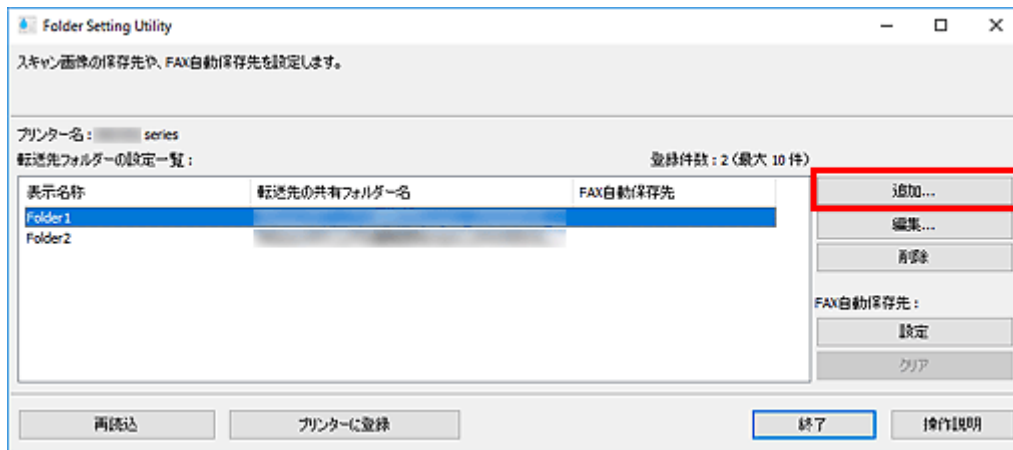 Folder Setting Utility
スキャン画像の保存先や、FAX自動保存先を設定します。
プリンター名: series
転送先フォルダーの設定一覧:
登録件数:2(最大 10 件)
表示名称 転送先の共有フォルダー名 FAX自動保存先
Folder1
Folder2
追加...
編集...
削除
FAX自動保存先:
設定
クリア
再読込 プリンターに登録 終了 操作説明